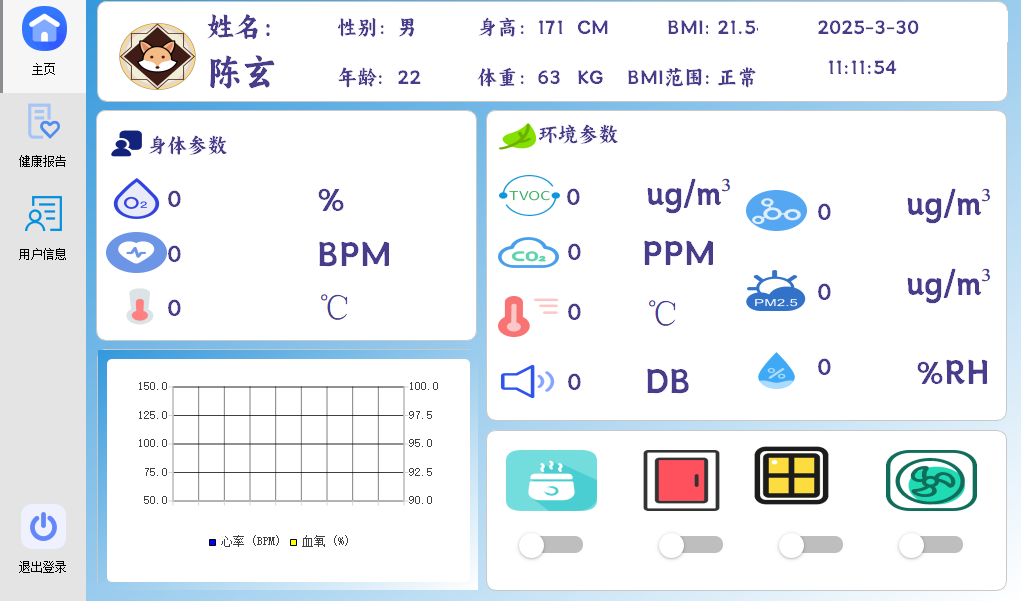 主页
健康报告
用户信息
退出登录
姓名:
陈玄
性别: 男
身高: 171 CM
BMI: 21.5
2025-3-30
年龄: 22
体重: 63 KG
BMI范围: 正常
11:11:54
身体参数
O₂ 0 %
0 BPM
0 ℃
150.0
125.0
100.0
75.0
50.0
100.0
97.5
95.0
92.5
90.0
心率 (BPM) 血氧 (%)
环境参数
TVOC 0 ug/m³
0 ug/m³
CO₂ 0 PPM
PM2.5 0 ug/m³
0 ℃
0 DB
% 0 %RH